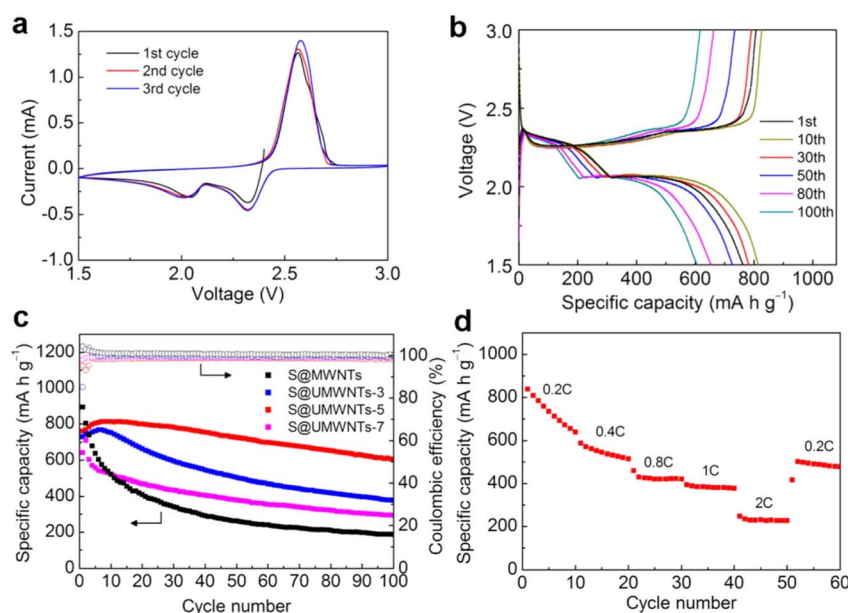 a
1.5
1.0
0.5
0.0
-0.5
-1.0
1.5 2.0 2.5 3.0
Current (mA)
Voltage (V)
1st cycle
2nd cycle
3rd cycle
b
3.0
2.5
2.0
1.5
0 200 400 600 800 1000
Voltage (V)
Specific capacity (mA h g⁻¹)
1st
10th
30th
50th
80th
100th
c
1200
1000
800
600
400
200
0
0 10 20 30 40 50 60 70 80 90 100
100
80
60
40
20
0
Specific capacity (mA h g⁻¹)
Coulombic efficiency (%)
Cycle number
S@MWNTs
S@UMWNTs-3
S@UMWNTs-5
S@UMWNTs-7
d
1000
800
600
400
200
0
0 10 20 30 40 50 60
Specific capacity (mA h g⁻¹)
Cycle number
0.2C
0.4C
0.8C
1C
2C
0.2C